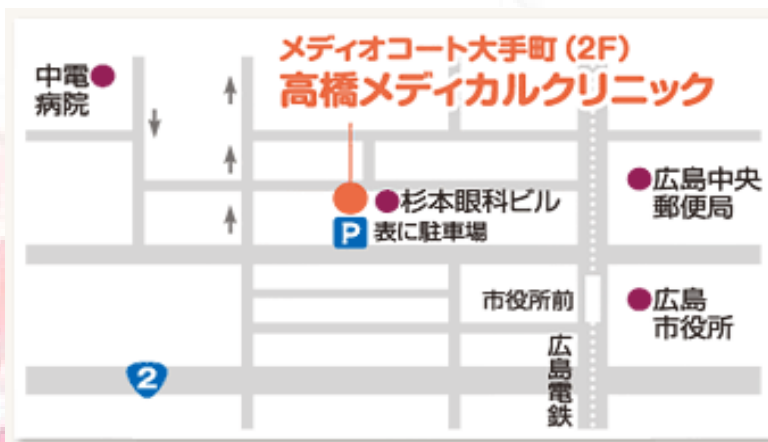 メディオコート大手町(2F)
高橋メディカルクリニック
中電
病院
杉本眼科ビル
P 表に駐車場
広島中央
郵便局
市役所前
広島
市役所
広島電鉄
2